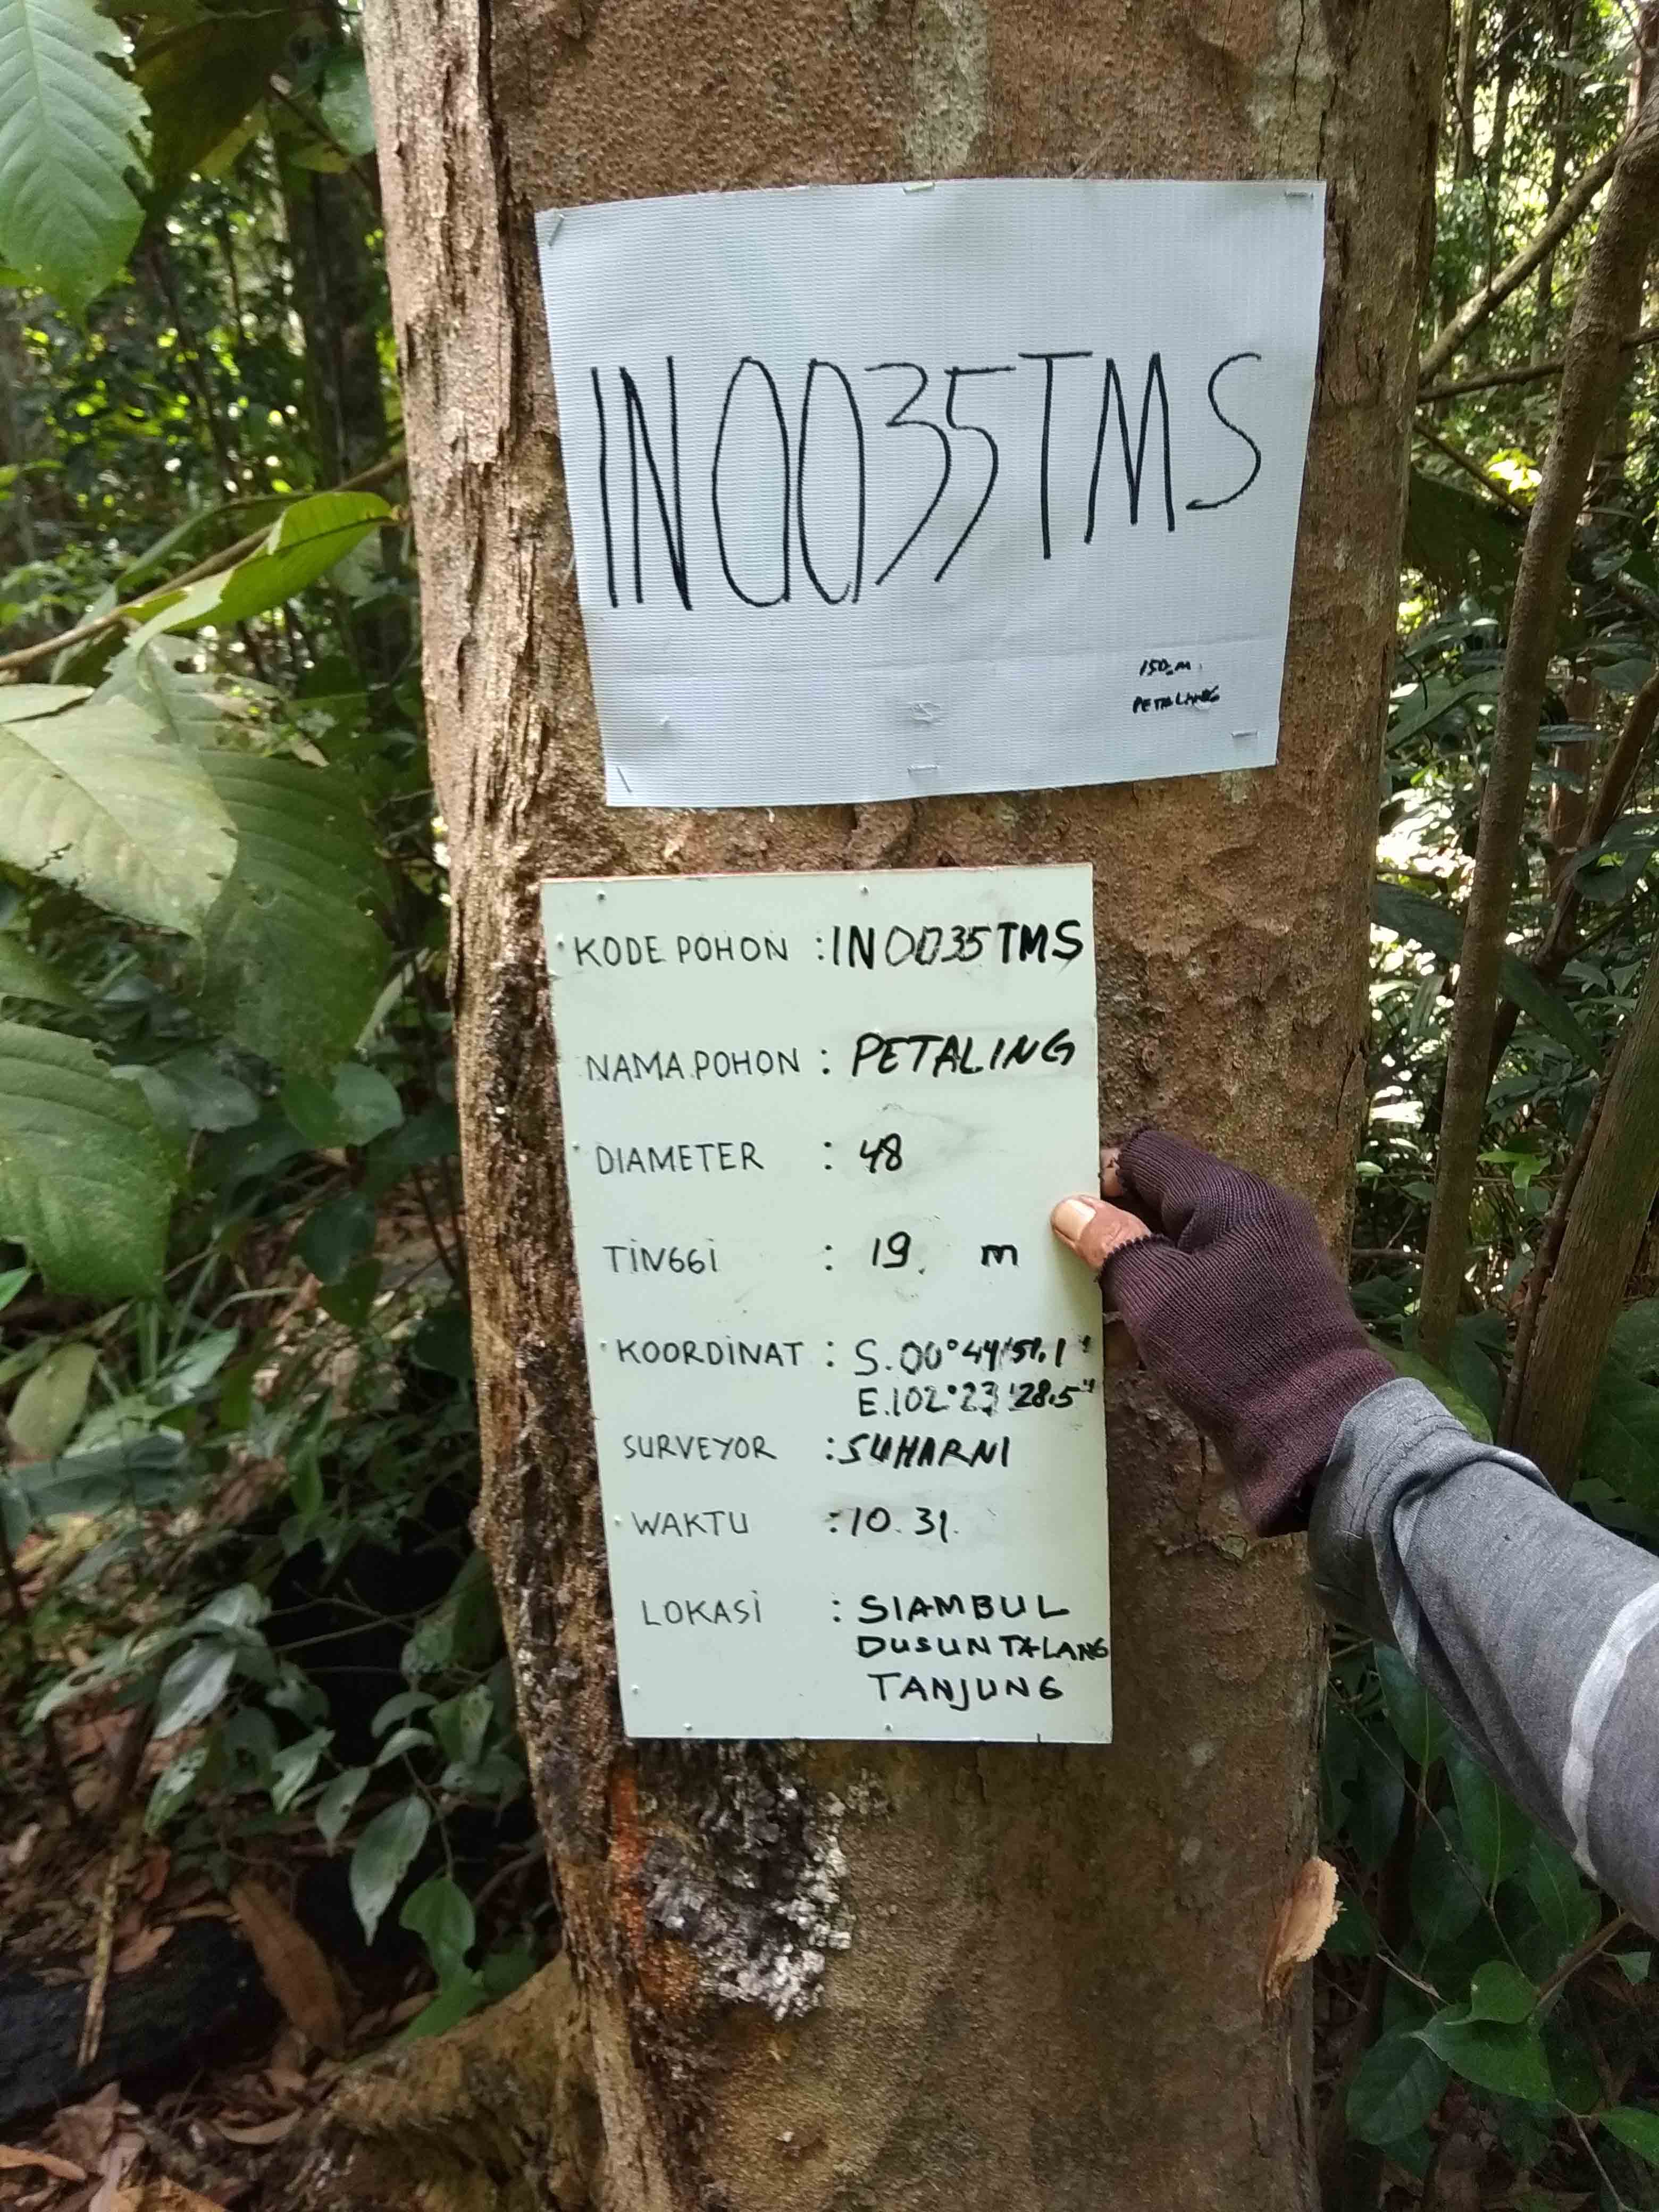 IN0035TMS
150.M
PETALANG
KODE POHON : IN0035TMS
NAMA POHON : PETALING
DIAMETER : 48
TINGGI : 19. m
KOORDINAT : S.00°44'51.1"
E.102°23'28.5"
SURVEYOR : SUHARNI
WAKTU : 10.31.
LOKASI : SIAMBUL
DUSUN TALANG
TANJUNG